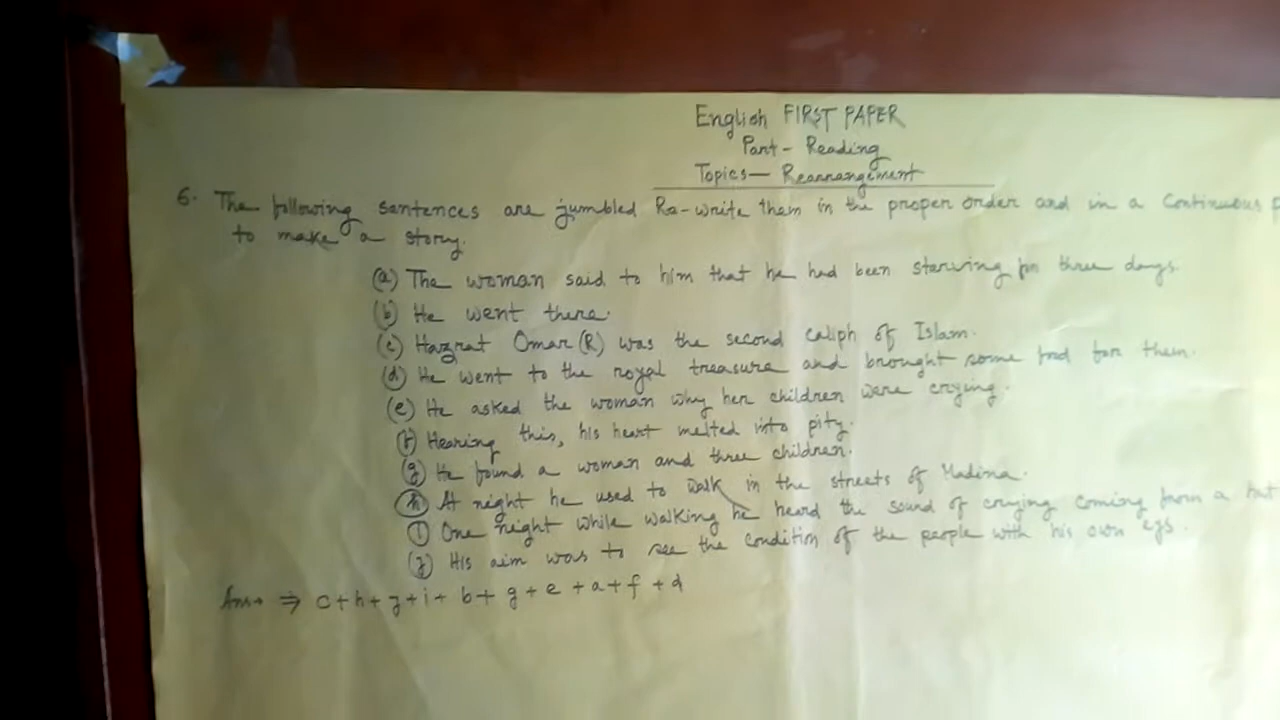 English FIRST PAPER
Part - Reading
Topics — Rearrangement
6. The following sentences are jumbled Re-write them in the proper order and in a Continuous
to make a story.
(a) The woman said to him that he had been starving for three days.
(b) He went there.
(c) Hazrat Omar (R) was the second caliph of Islam.
(d) He went to the royal treasure and brought some food for them.
(e) He asked the woman why her children were crying.
(f) Hearing this, his heart melted into pity.
(g) He found a woman and three children.
(h) At night he used to walk in the streets of Madina.
(i) One night while walking he heard the sound of crying coming from a hut
(j) His aim was to see the condition of the people with his own eys.
Ans → ⇒ c+h+j+i+ b+ g+e +a+f +d